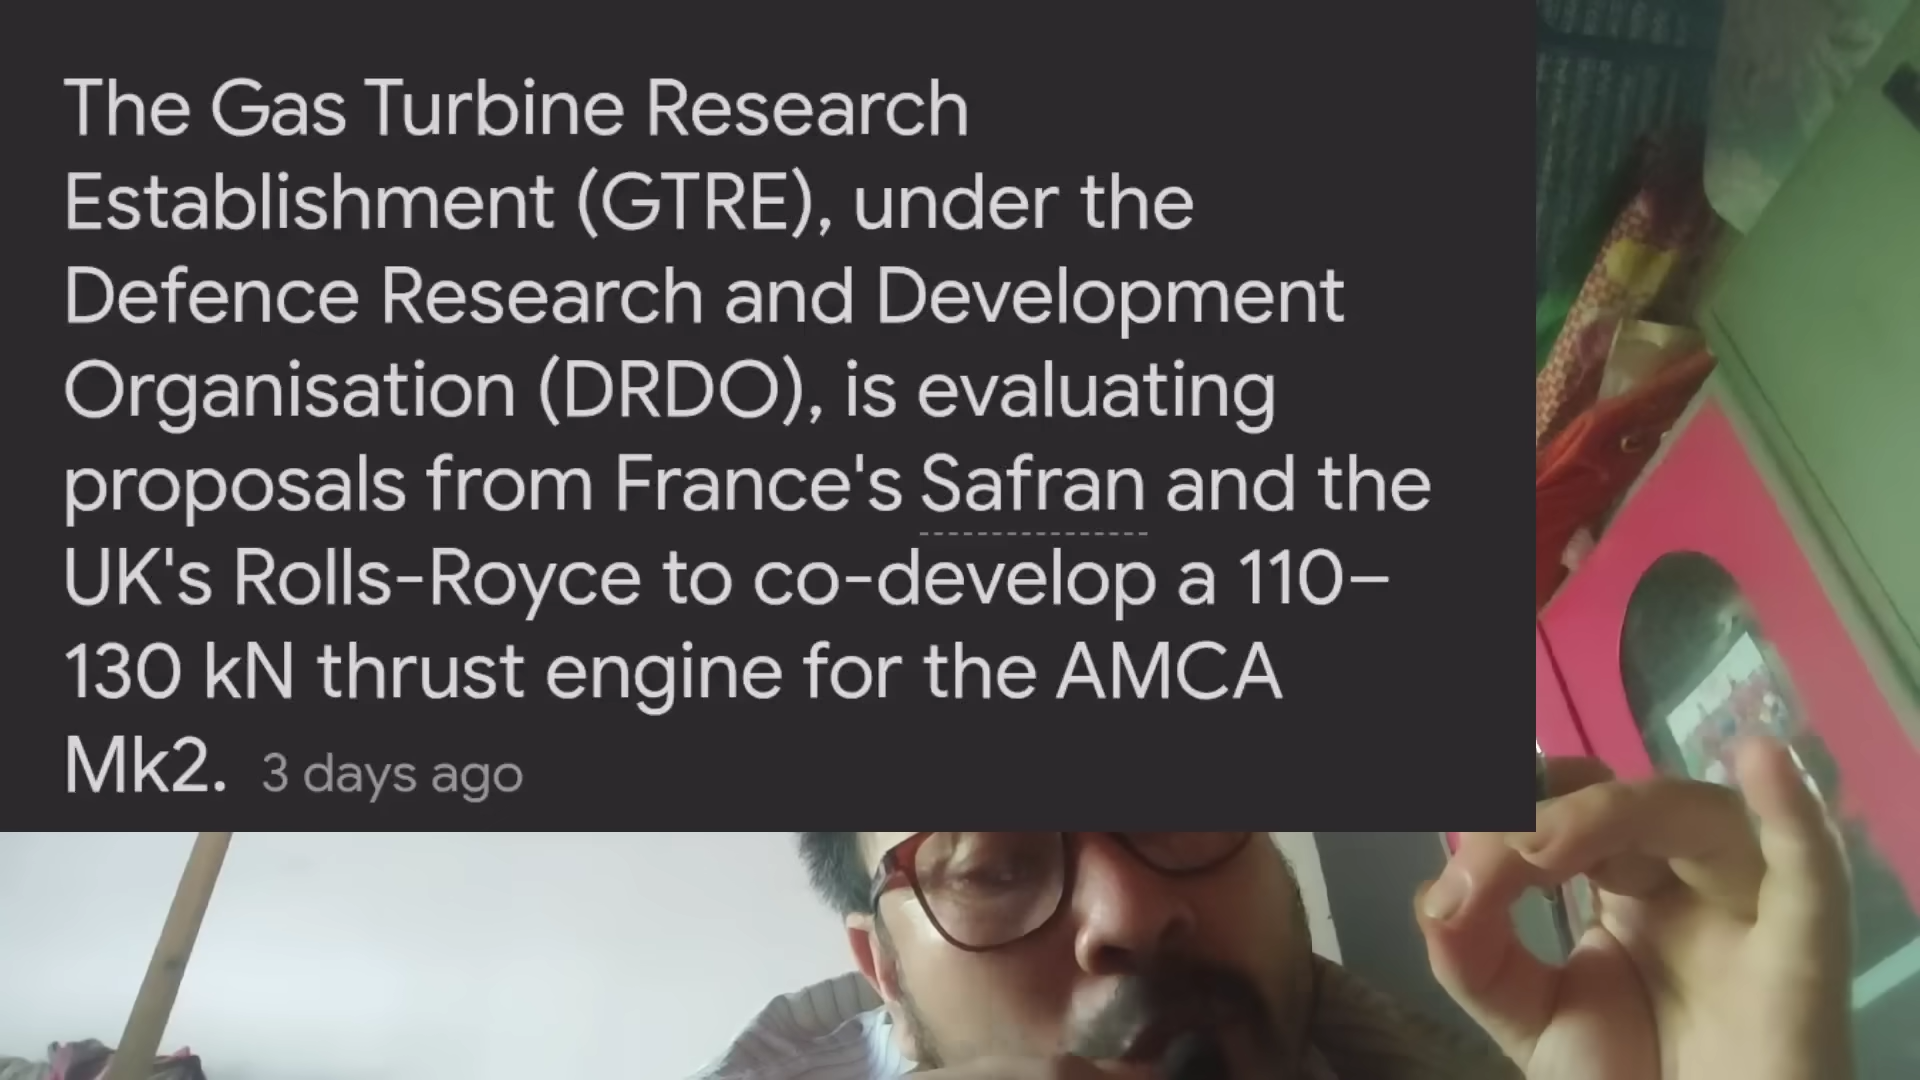 The Gas Turbine Research
Establishment (GTRE), under the
Defence Research and Development
Organisation (DRDO), is evaluating
proposals from France's Safran and the
UK's Rolls-Royce to co-develop a 110–
130 kN thrust engine for the AMCA
Mk2. 3 days ago